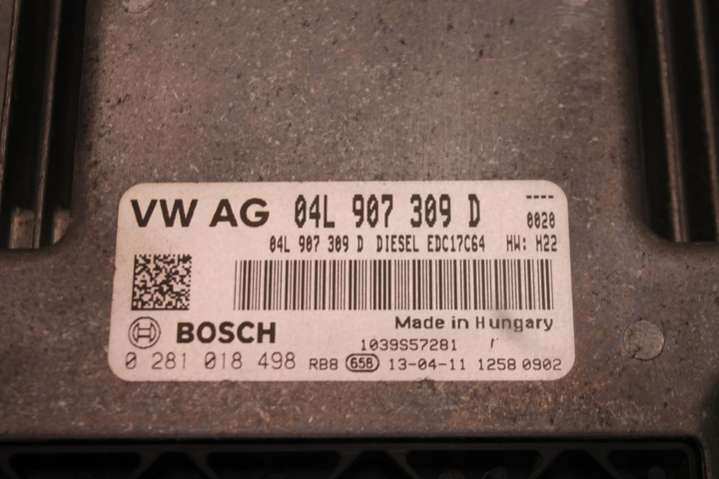 VW AG 04L 907 309 D ---- 0020
04L 907 309 D DIESEL EDC17C64 HW: H22
BOSCH Made in Hungary
1039S57281
0 281 018 498 RB8 658 13-04-11 1258 0902